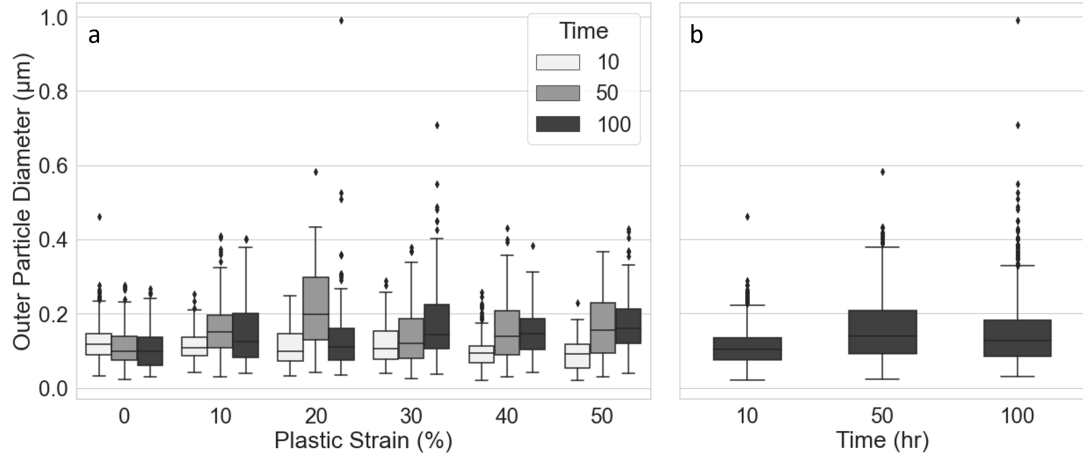 a
b
Time
10
50
100
1.0
0.8
0.6
0.4
0.2
0.0
Outer Particle Diameter (µm)
0 10 20 30 40 50
Plastic Strain (%)
10 50 100
Time (hr)